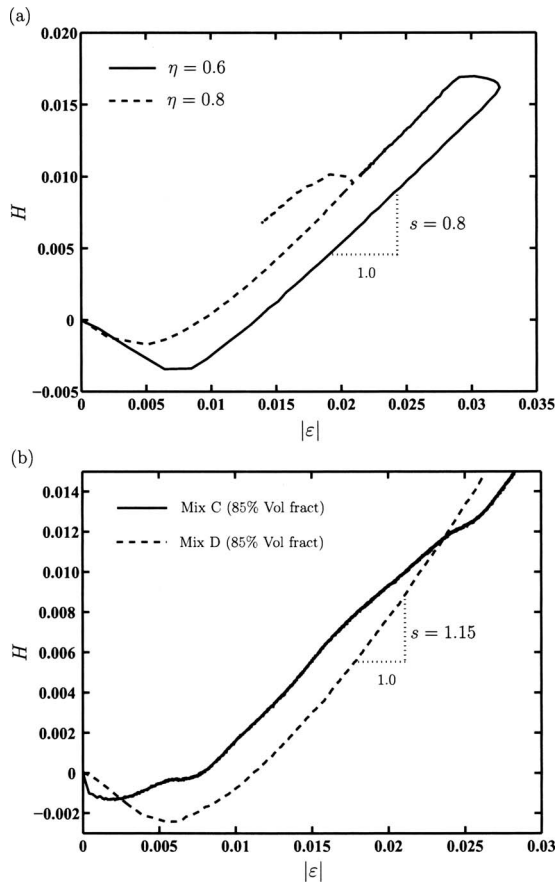 (a)
0.020
0.015
0.010
0.005
0
−0.005
H
η = 0.6
η = 0.8
s = 0.8
1.0
0 0.005 0.01 0.015 0.02 0.025 0.03 0.035
|ε|
(b)
0.014
0.012
0.010
0.008
0.006
0.004
0.002
0
−0.002
H
Mix C (85% Vol fract)
Mix D (85% Vol fract)
s = 1.15
1.0
0 0.005 0.01 0.015 0.02 0.025 0.03
|ε|